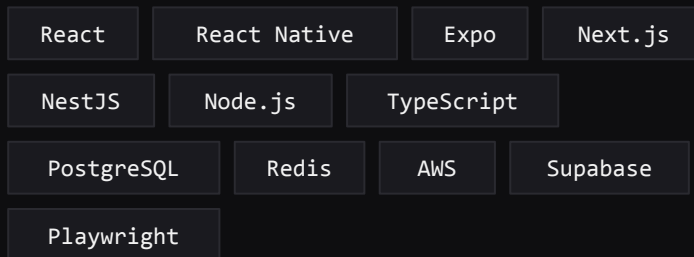 React React Native Expo Next.js
NestJS Node.js TypeScript
PostgreSQL Redis AWS Supabase
Playwright